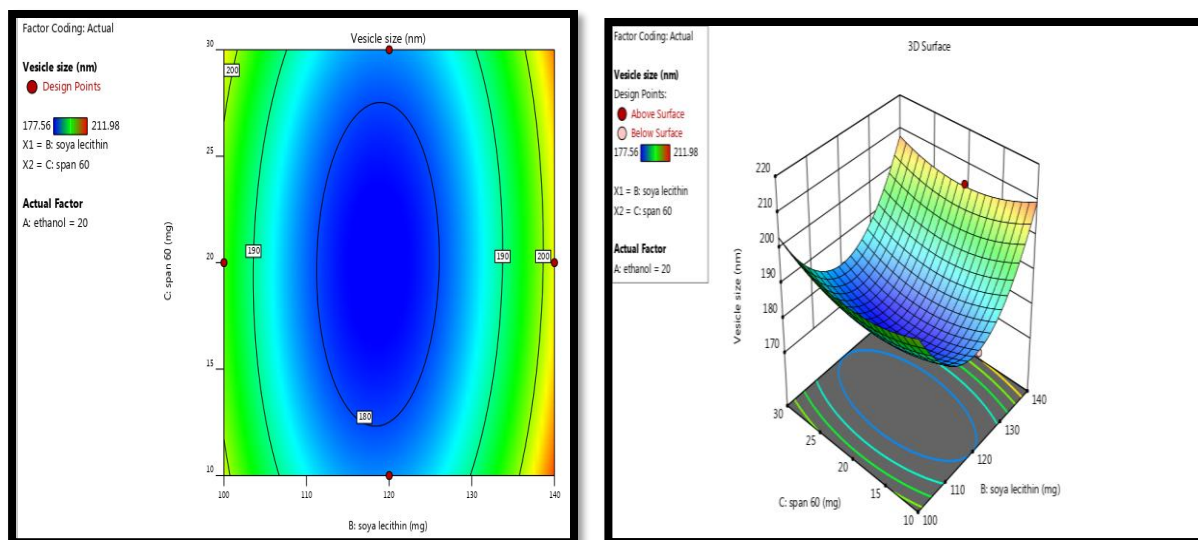 Factor Coding: Actual
Vesicle size (nm)
Design Points
177.56 211.98
X1 = B: soya lecithin
X2 = C: span 60
Actual Factor
A: ethanol = 20
Vesicle size (nm)
30
25
20
15
10
C: span 60 (mg)
200
190
190
200
180
100 110 120 130 140
B: soya lecithin (mg)
Factor Coding: Actual
Vesicle size (nm)
Design Points:
Above Surface
Below Surface
177.56 211.98
X1 = B: soya lecithin
X2 = C: span 60
Actual Factor
A: ethanol = 20
3D Surface
220
210
200
190
180
170
Vesicle size (nm)
30
25
20
15
10
C: span 60 (mg)
100
110
120
130
140
B: soya lecithin (mg)